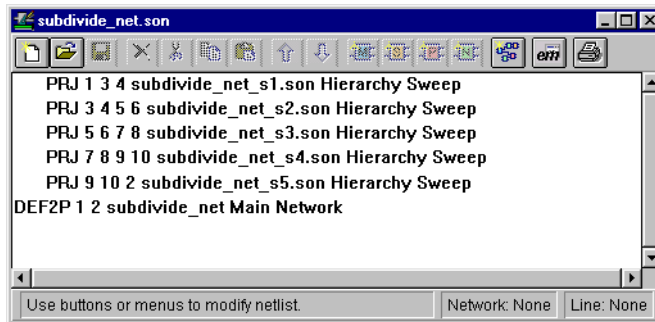 subdivide_net.son
M S P N em
PRJ 1 3 4 subdivide_net_s1.son Hierarchy Sweep
PRJ 3 4 5 6 subdivide_net_s2.son Hierarchy Sweep
PRJ 5 6 7 8 subdivide_net_s3.son Hierarchy Sweep
PRJ 7 8 9 10 subdivide_net_s4.son Hierarchy Sweep
PRJ 9 10 2 subdivide_net_s5.son Hierarchy Sweep
DEF2P 1 2 subdivide_net Main Network
Use buttons or menus to modify netlist. Network: None Line: None